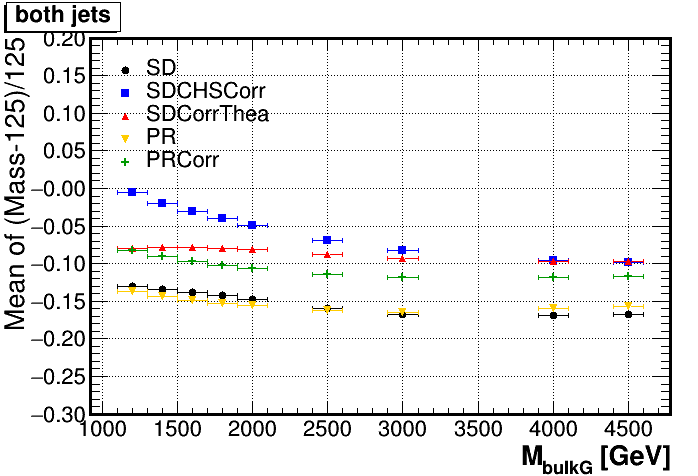 both jets
Mean of (Mass-125)/125
0.20
0.15
0.10
0.05
−0.00
−0.05
−0.10
−0.15
−0.20
−0.25
−0.30
SD
SDCHSCorr
SDCorrThea
PR
PRCorr
1000 1500 2000 2500 3000 3500 4000 4500
M_bulkG [GeV]